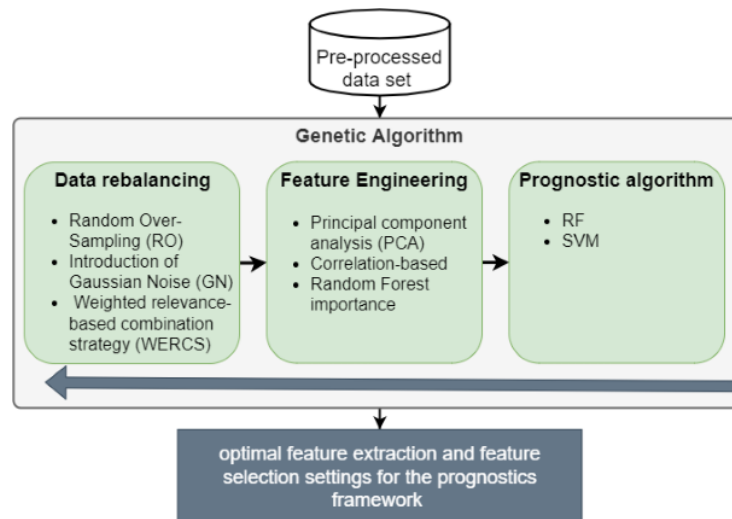 Pre-processed
data set
Genetic Algorithm
Data rebalancing
• Random Over-
Sampling (RO)
• Introduction of
Gaussian Noise (GN)
• Weighted relevance-
based combination
strategy (WERCS)
Feature Engineering
• Principal component
analysis (PCA)
• Correlation-based
• Random Forest
importance
Prognostic algorithm
• RF
• SVM
optimal feature extraction and feature
selection settings for the prognostics
framework